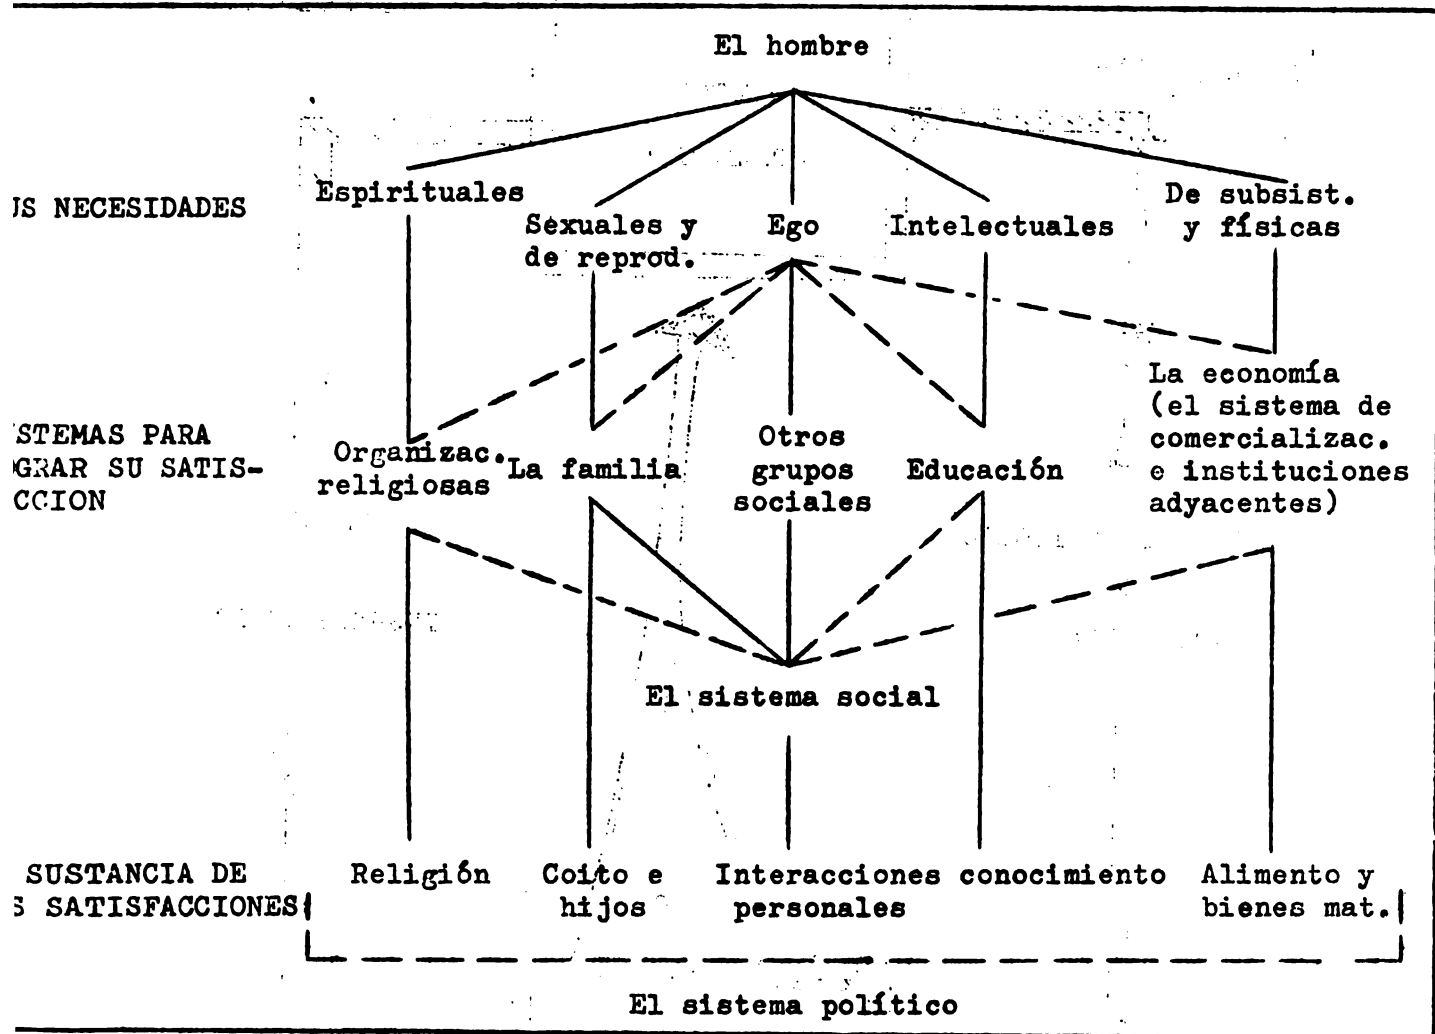 El hombre
Espirituales
De subsist.
y físicas
US NECESIDADES
Sexuales y
de reprod.
Ego
Intelectuales
La economía
(el sistema de
comercializac.
e instituciones
adyacentes)
STEMAS PARA
GRAR SU SATIS-
CCION
Organizac.
religiosas
La familia
Otros
grupos
sociales
Educación
El sistema social
SUSTANCIA DE
S SATISFACCIONES
Religión
Coito e
hijos
Interacciones
personales
conocimiento
Alimento y
bienes mat.
El sistema político